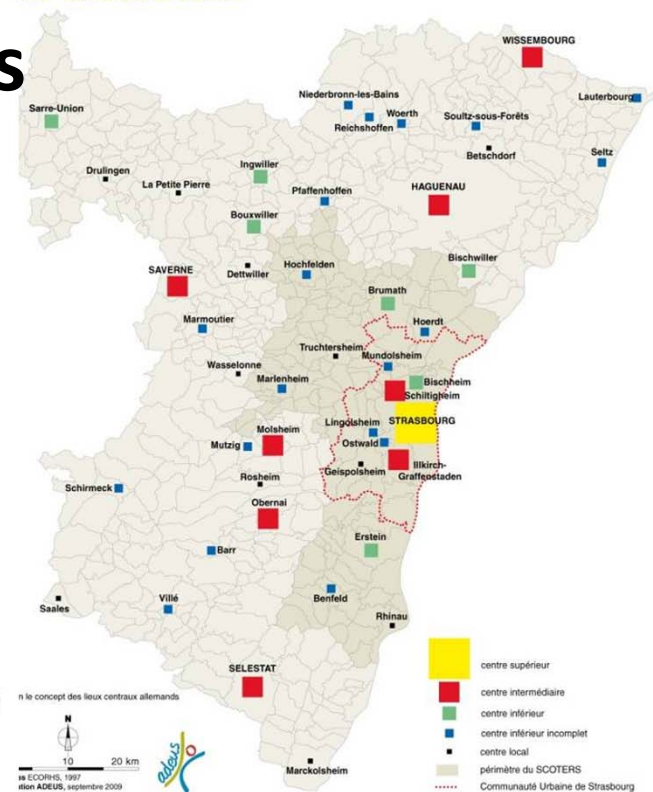 S
WISSEMBOURG
Niederbronn-les-Bains
Lauterbourg
Sarre-Union
Woerth
Reichshoffen
Soultz-sous-Forêts
Betschdorf
Seltz
Ingwiller
Drulingen
La Petite Pierre
Pfaffenhoffen
HAGUENAU
Bouxwiller
Bischwiller
Hochfelden
SAVERNE
Dettwiller
Brumath
Marmoutier
Hoerdt
Truchtersheim
Mundolsheim
Wasselonne
Marlenheim
Bischheim
Schiltigheim
STRASBOURG
Lingolsheim
Molsheim
Ostwald
Mutzig
Geispolsheim
Illkirch-
Graffenstaden
Rosheim
Schirmeck
Obernai
Erstein
Barr
Benfeld
Villé
Saales
Rhinau
SELESTAT
Marckolsheim
centre supérieur
centre intermédiaire
centre inférieur
centre inférieur incomplet
centre local
périmètre du SCOTERS
Communauté Urbaine de Strasbourg
n le concept des lieux centraux allemands
N
10 20 km
adeus
ECORHS, 1997
ADEUS, septembre 2009